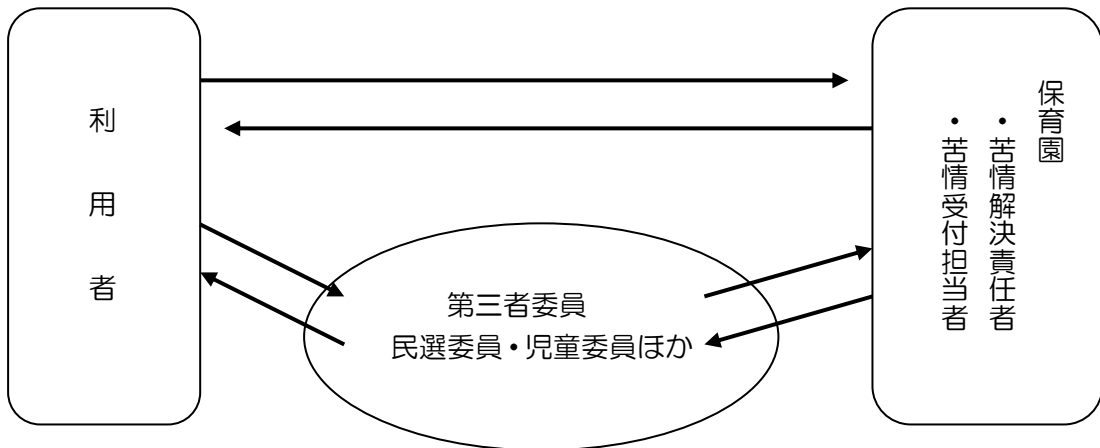 利用者
第三者委員
民選委員・児童委員ほか
保育園
・苦情解決責任者
・苦情受付担当者